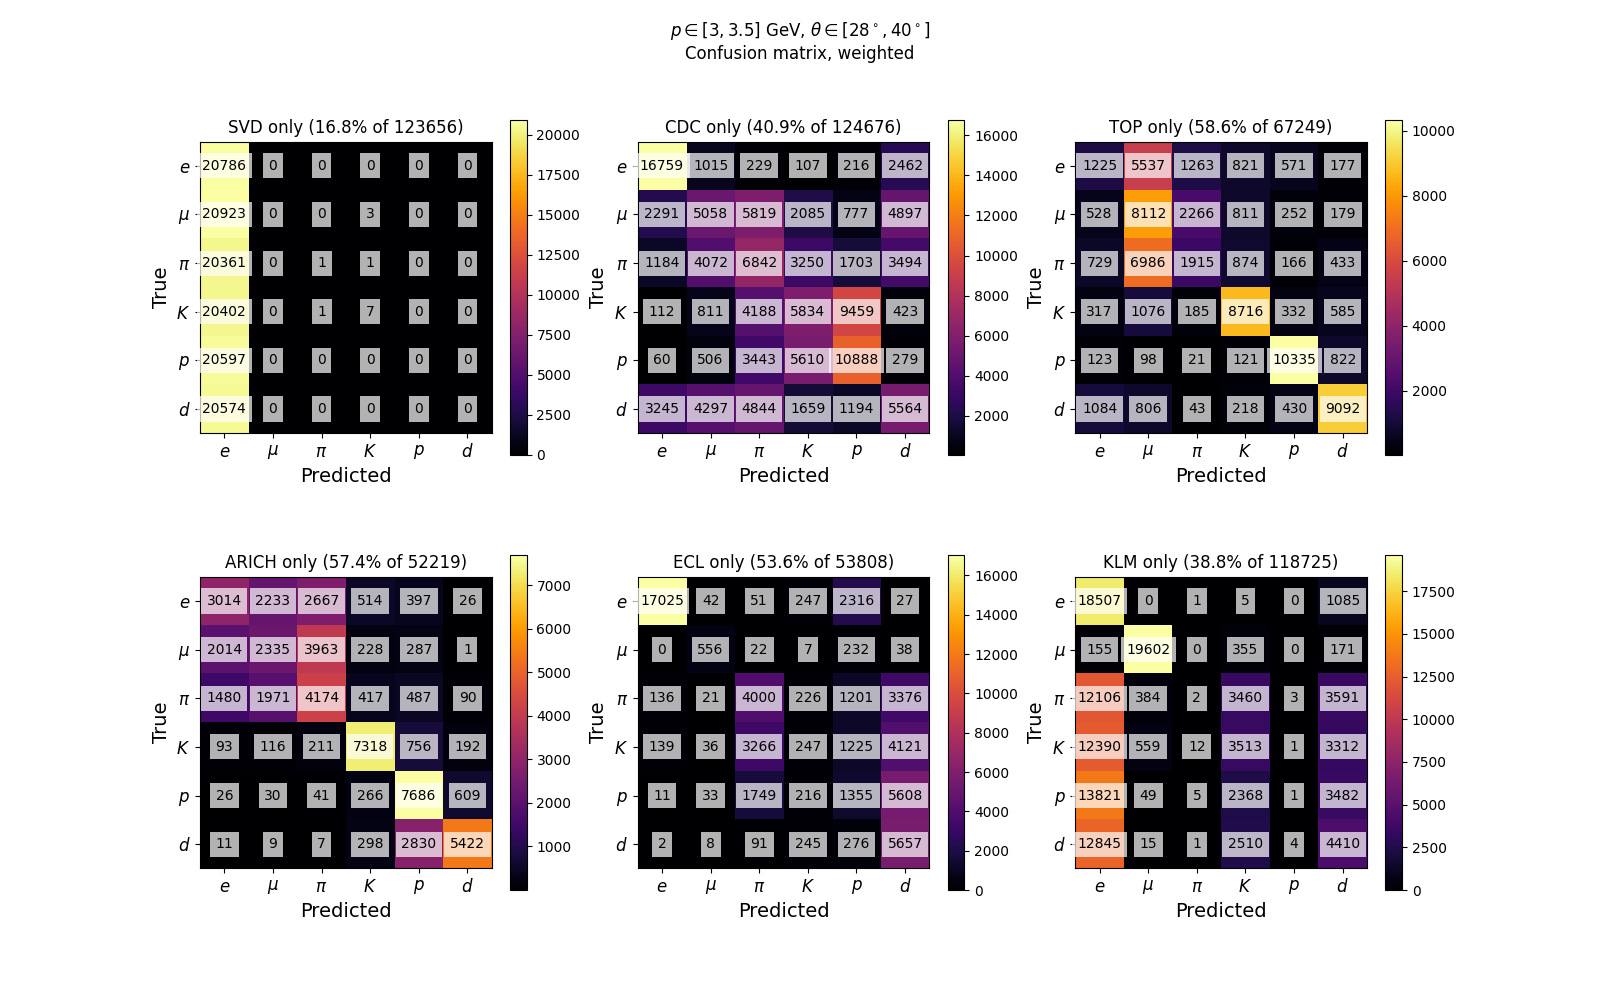 p ∈ [3, 3.5] GeV, θ ∈ [28°, 40°]
Confusion matrix, weighted
SVD only (16.8% of 123656)
True
e 20786 0 0 0 0 0
μ 20923 0 0 3 0 0
π 20361 0 1 1 0 0
K 20402 0 1 7 0 0
p 20597 0 0 0 0 0
d 20574 0 0 0 0 0
e μ π K p d
Predicted
20000
17500
15000
12500
10000
7500
5000
2500
0
CDC only (40.9% of 124676)
True
16759 1015 229 107 216 2462
2291 5058 5819 2085 777 4897
1184 4072 6842 3250 1703 3494
112 811 4188 5834 9459 423
60 506 3443 5610 10888 279
3245 4297 4844 1659 1194 5564
e μ π K p d
e
μ
π
K
p
d
Predicted
16000
14000
12000
10000
8000
6000
4000
2000
TOP only (58.6% of 67249)
True
e 1225 5537 1263 821 571 177
μ 528 8112 2266 811 252 179
π 729 6986 1915 874 166 433
K 317 1076 185 8716 332 585
p 123 98 21 121 10335 822
d 1084 806 43 218 430 9092
e μ π K p d
Predicted
10000
8000
6000
4000
2000
ARICH only (57.4% of 52219)
True
e 3014 2233 2667 514 397 26
μ 2014 2335 3963 228 287 1
π 1480 1971 4174 417 487 90
K 93 116 211 7318 756 192
p 26 30 41 266 7686 609
d 11 9 7 298 2830 5422
e μ π K p d
Predicted
7000
6000
5000
4000
3000
2000
1000
ECL only (53.6% of 53808)
True
e 17025 42 51 247 2316 27
μ 0 556 22 7 232 38
π 136 21 4000 226 1201 3376
K 139 36 3266 247 1225 4121
p 11 33 1749 216 1355 5608
d 2 8 91 245 276 5657
e μ π K p d
Predicted
16000
14000
12000
10000
8000
6000
4000
2000
0
KLM only (38.8% of 118725)
True
e 18507 0 1 5 0 1085
μ 155 19602 0 355 0 171
π 12106 384 2 3460 3 3591
K 12390 559 12 3513 1 3312
p 13821 49 5 2368 1 3482
d 12845 15 1 2510 4 4410
e μ π K p d
Predicted
17500
15000
12500
10000
7500
5000
2500
0